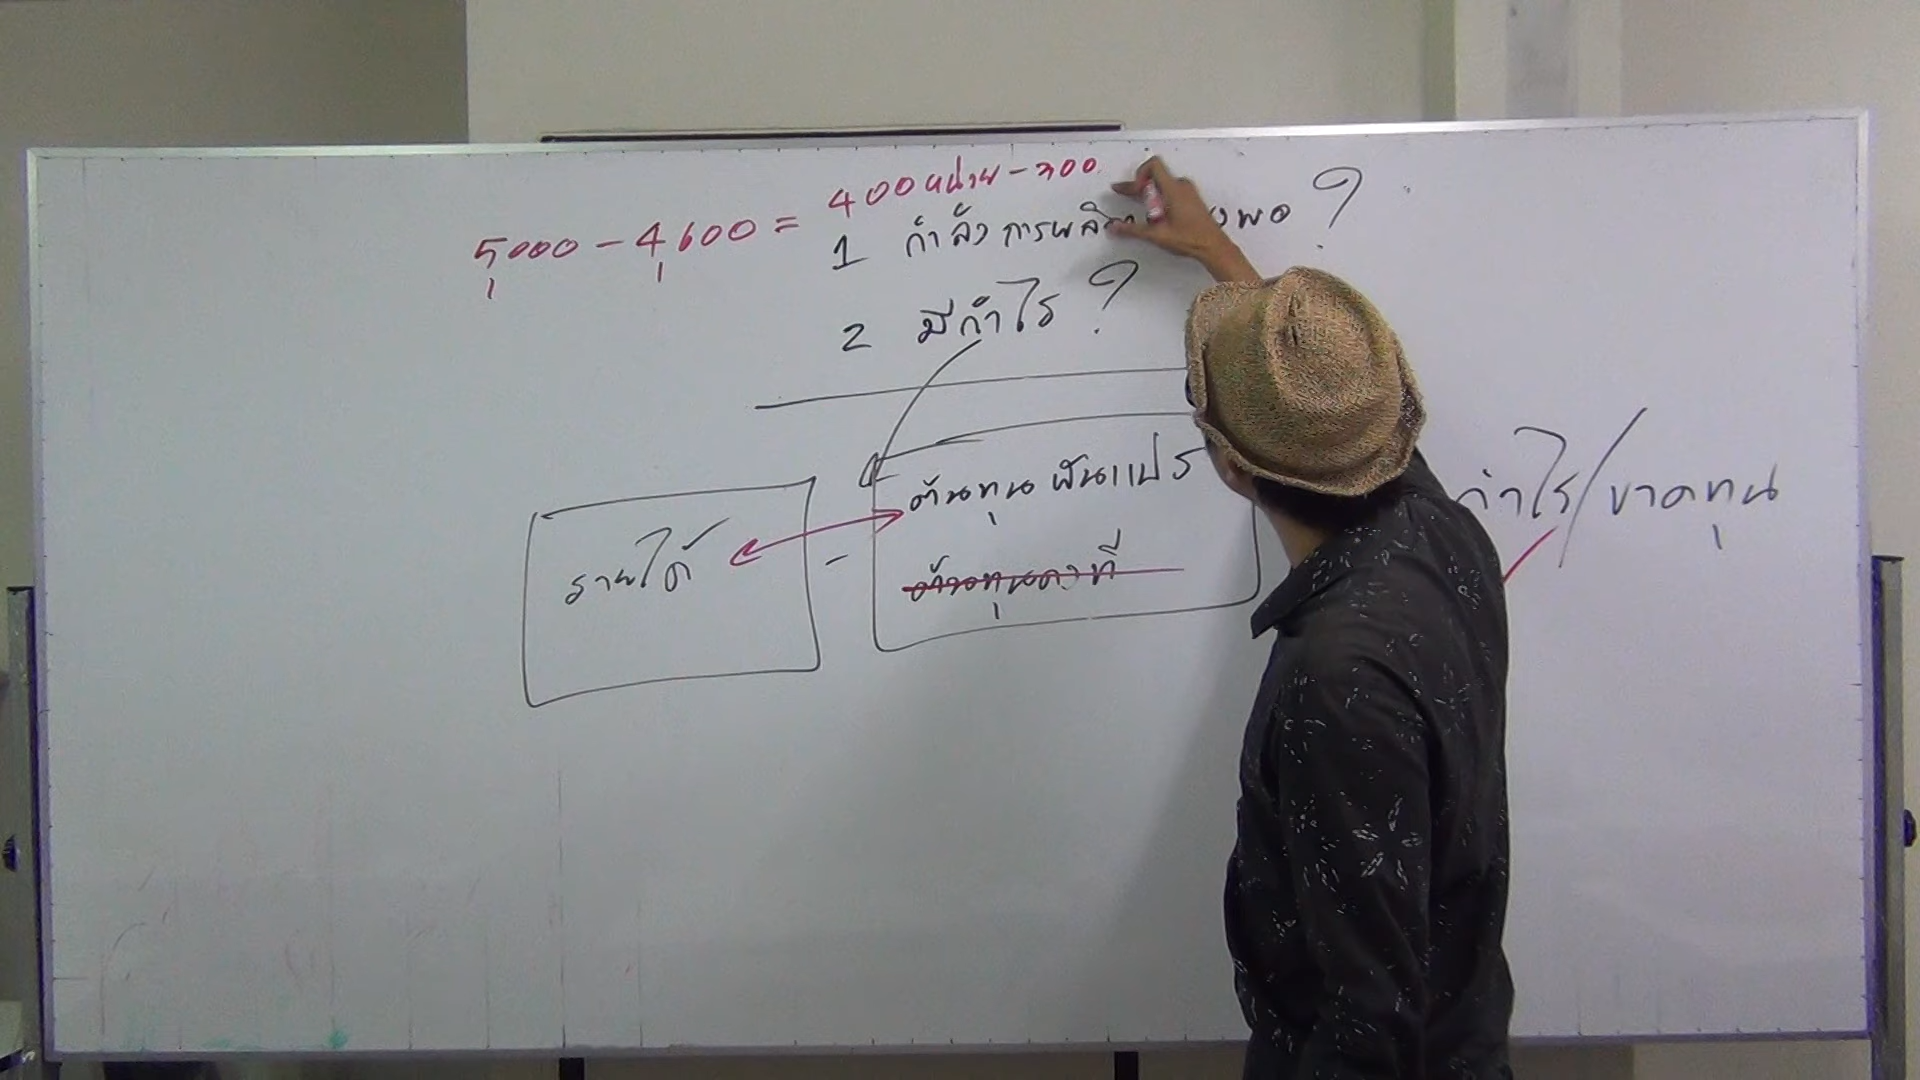 5,000 - 4,600 = 400 หน่วย - 300
1 กำลังการผลิต พอ ?
2 มีกำไร ?
รายได้ - ต้นทุนผันแปร
ต้นทุนคงที่
กำไร/ขาดทุน